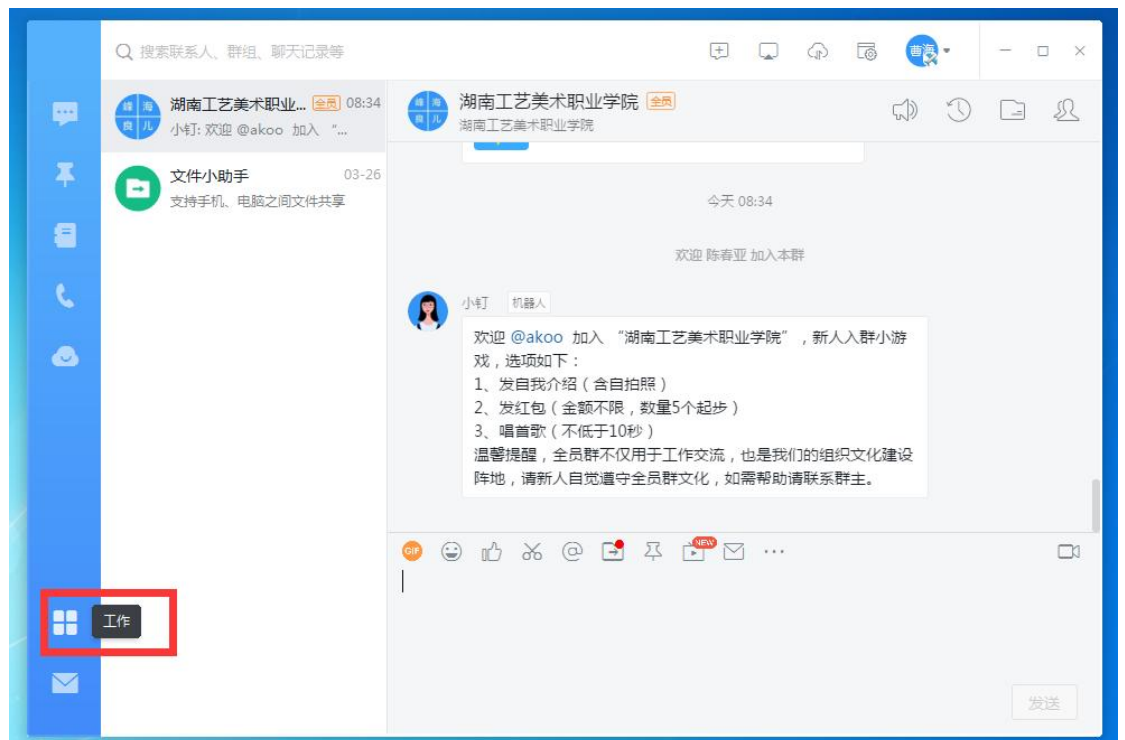 搜索联系人、群组、聊天记录等
曹海
峰 海
良 儿
湖南工艺美术职业... 全员 08:34
小钉: 欢迎 @akoo 加入 “...
文件小助手 03-26
支持手机、电脑之间文件共享
峰 海
良 儿
湖南工艺美术职业学院 全员
湖南工艺美术职业学院
今天 08:34
欢迎 陈春亚 加入本群
小钉 机器人
欢迎 @akoo 加入 “湖南工艺美术职业学院” ，新人入群小游
戏，选项如下：
1、发自我介绍（含自拍照）
2、发红包（金额不限，数量5个起步）
3、唱首歌（不低于10秒）
温馨提醒，全员群不仅用于工作交流，也是我们的组织文化建设
阵地，请新人自觉遵守全员群文化，如需帮助请联系群主。
GIF
NEW
工作
发送